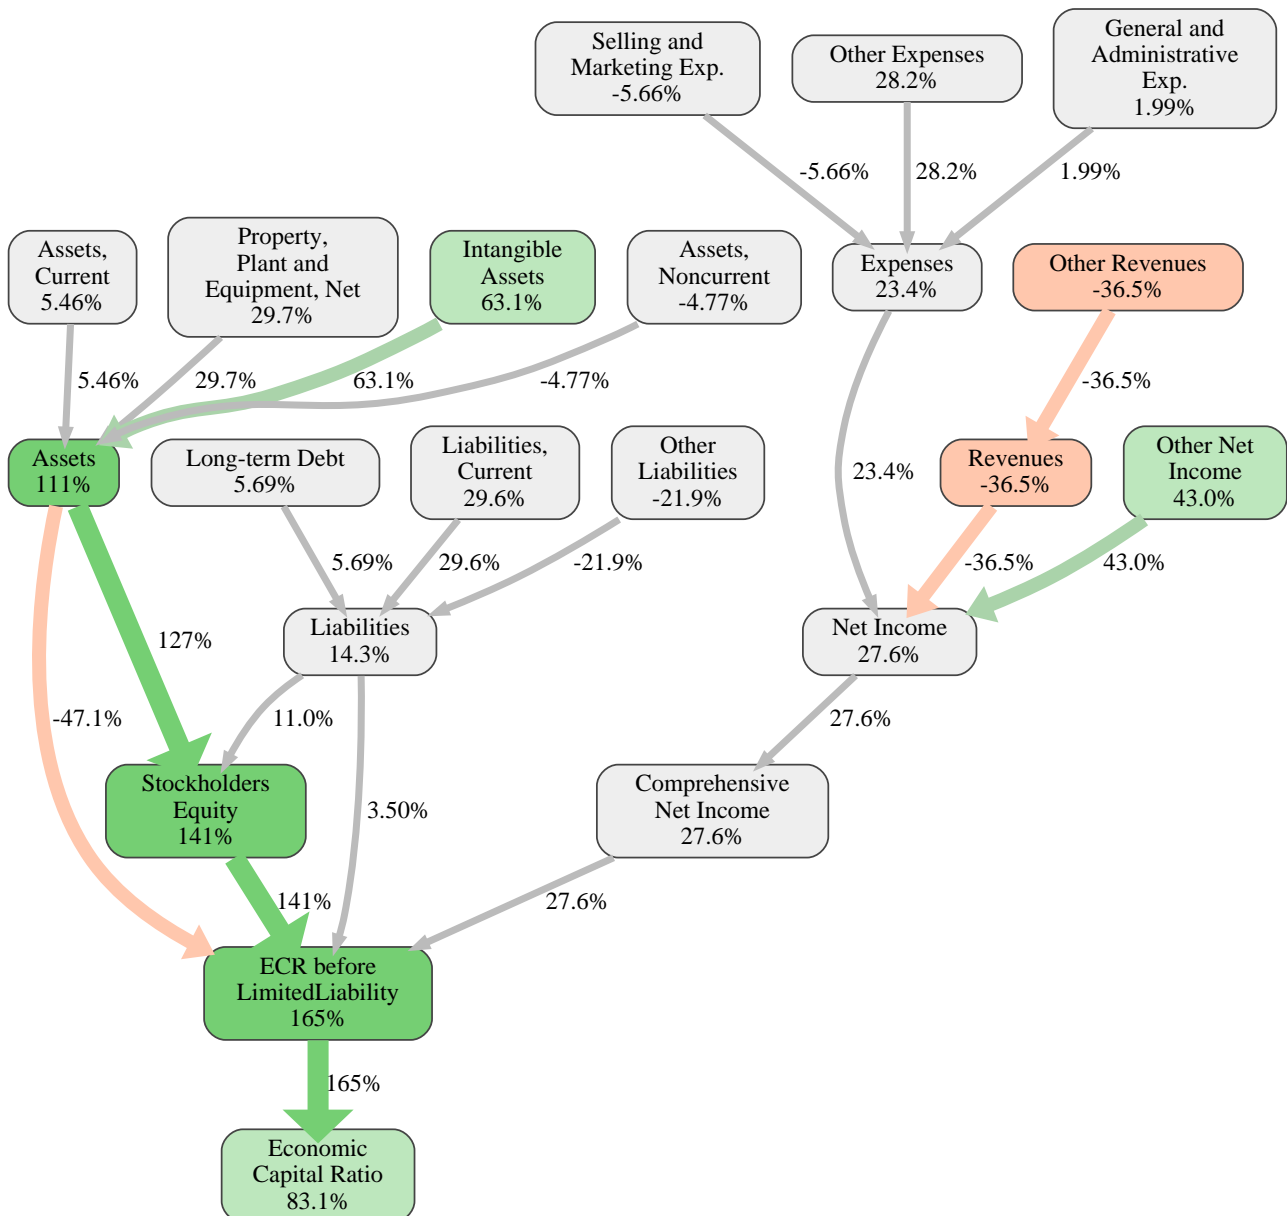 Selling and
Marketing Exp.
-5.66%
Other Expenses
28.2%
General and
Administrative
Exp.
1.99%
-5.66%
28.2%
1.99%
Assets,
Current
5.46%
Property,
Plant and
Equipment, Net
29.7%
Intangible
Assets
63.1%
Assets,
Noncurrent
-4.77%
Expenses
23.4%
Other Revenues
-36.5%
5.46%
29.7%
63.1%
-4.77%
-36.5%
Assets
111%
Long-term Debt
5.69%
Liabilities,
Current
29.6%
Other
Liabilities
-21.9%
23.4%
Revenues
-36.5%
Other Net
Income
43.0%
5.69%
29.6%
-21.9%
-36.5%
43.0%
127%
Liabilities
14.3%
Net Income
27.6%
-47.1%
11.0%
27.6%
Stockholders
Equity
141%
3.50%
Comprehensive
Net Income
27.6%
141%
27.6%
ECR before
LimitedLiability
165%
165%
Economic
Capital Ratio
83.1%